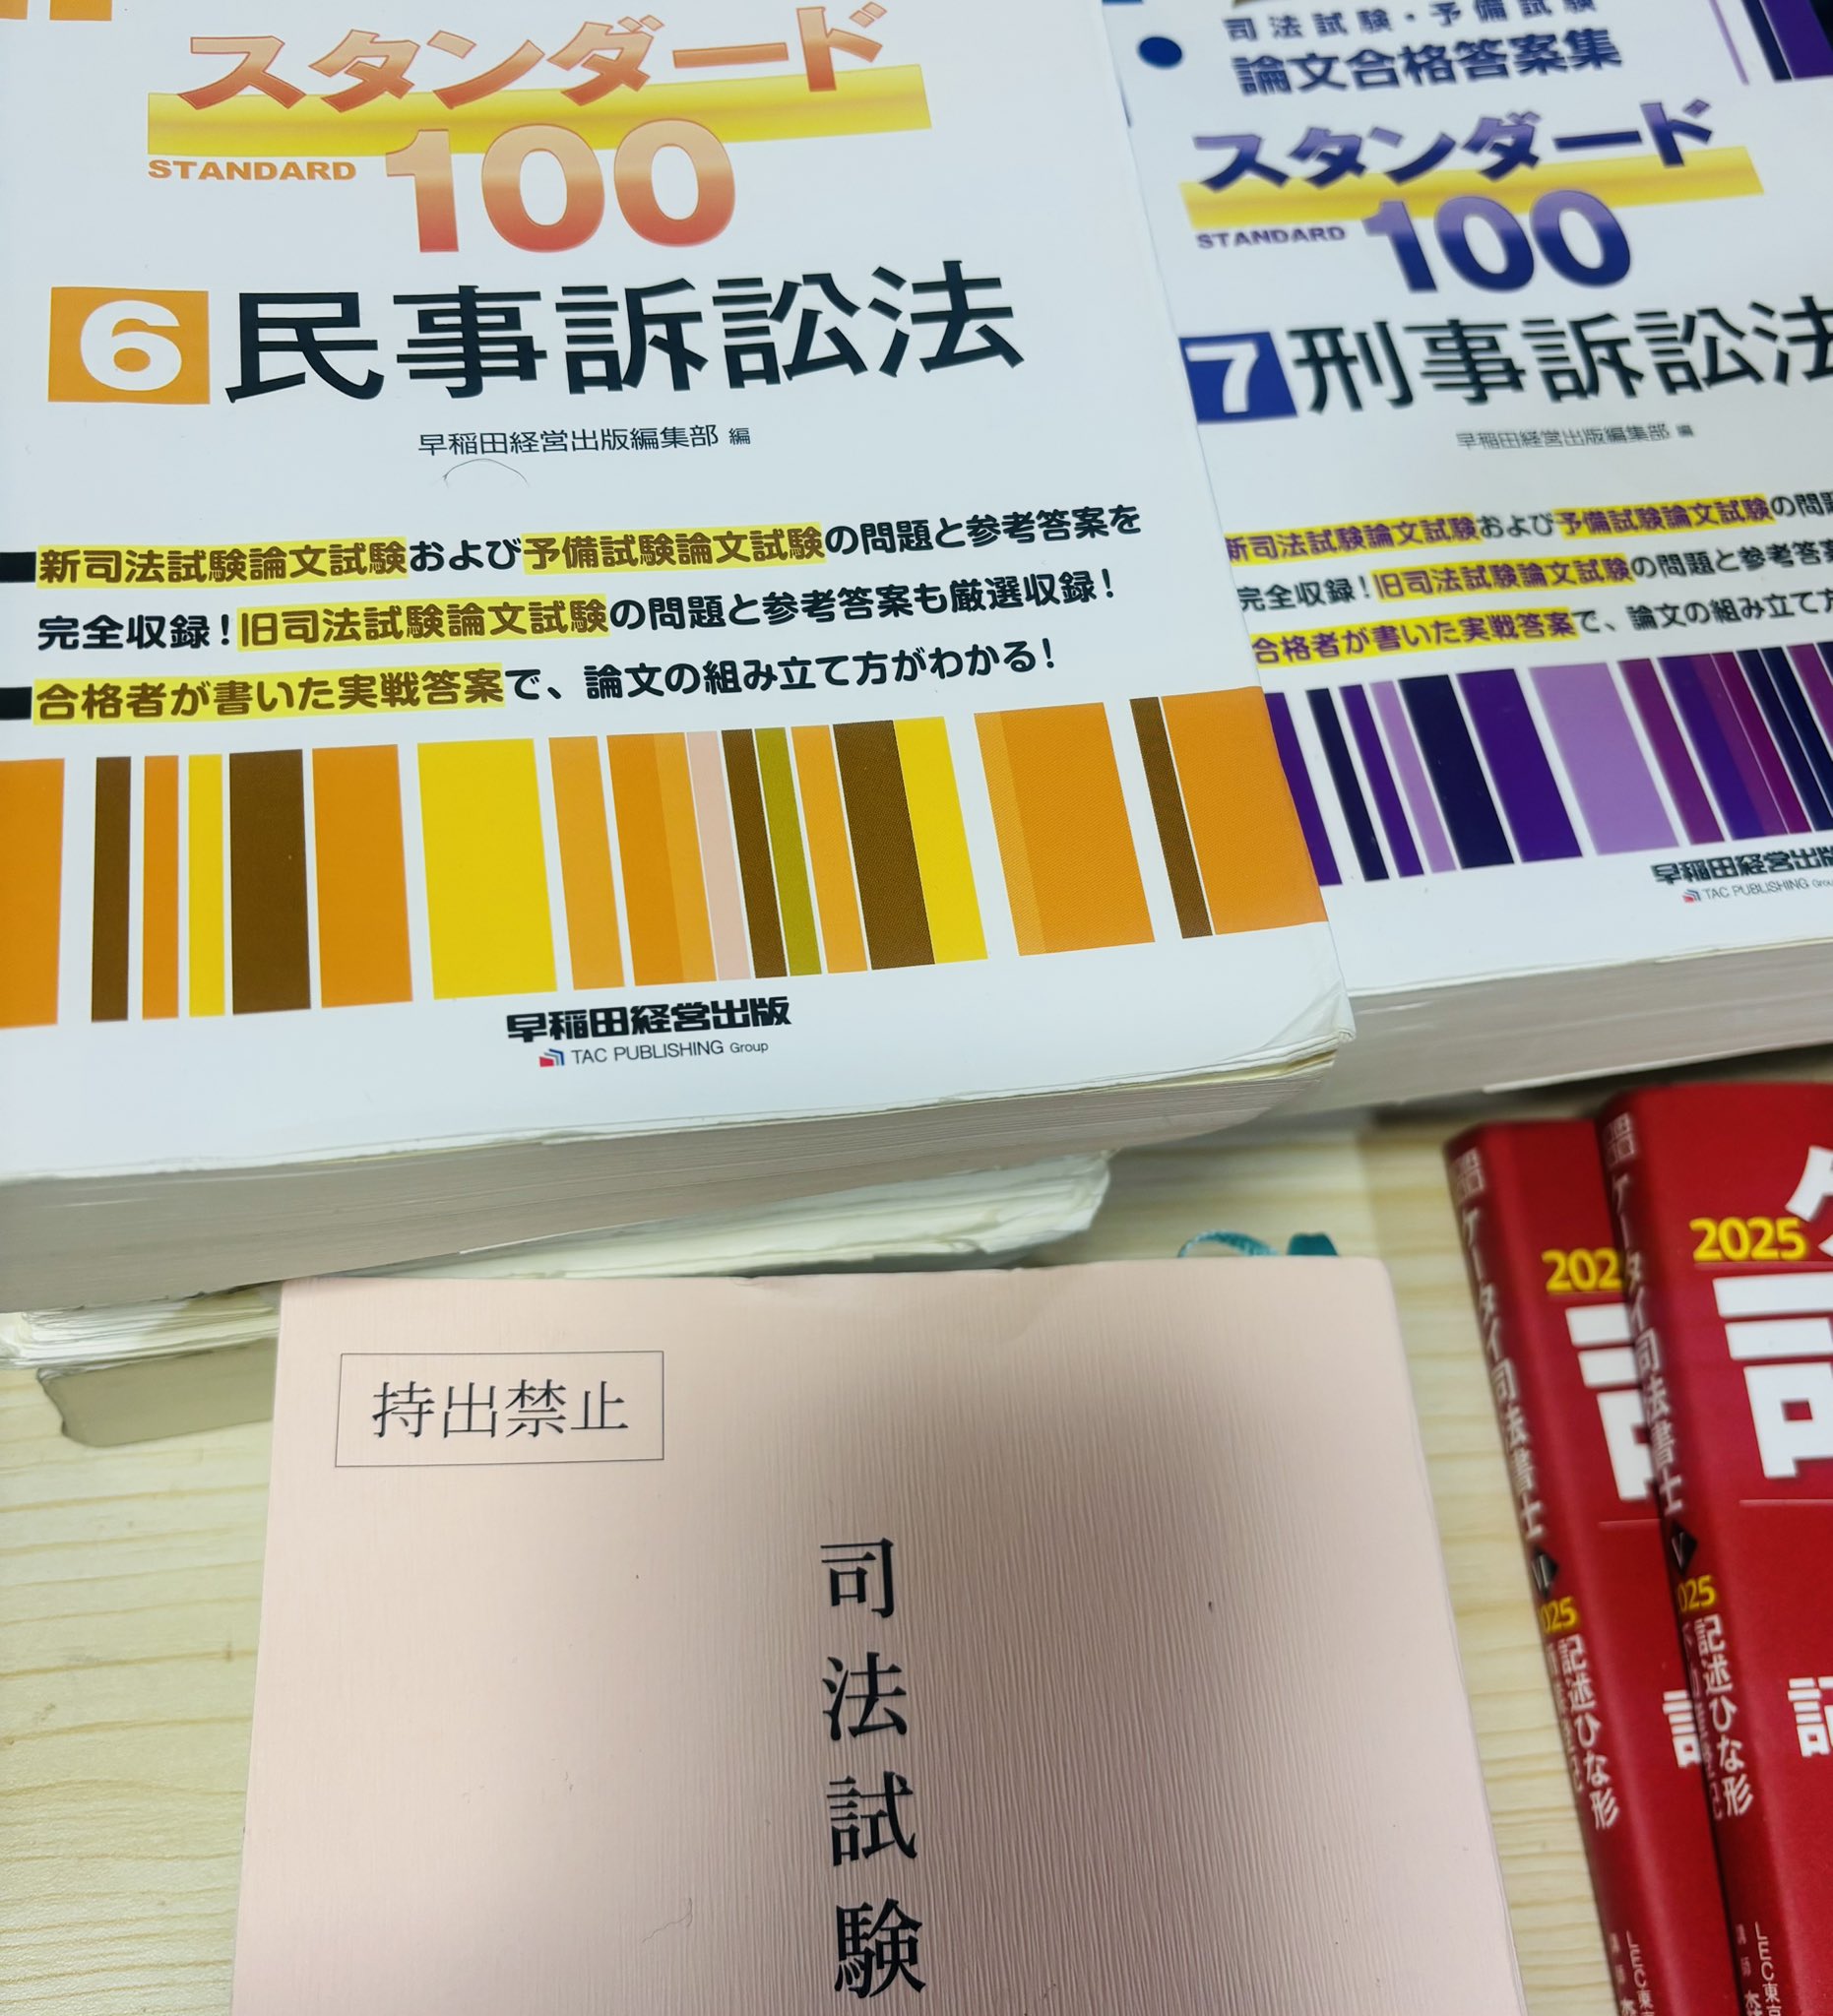 スタンダード
STANDARD 100
6 民事訴訟法
早稲田経営出版編集部 編
新司法試験論文試験および予備試験論文試験の問題と参考答案を
完全収録！旧司法試験論文試験の問題と参考答案も厳選収録！
合格者が書いた実戦答案で、論文の組み立て方がわかる！
早稲田経営出版
TAC PUBLISHING Group
司法試験・予備試験
論文合格答案集
スタンダード
STANDARD 100
7 刑事訴訟法
早稲田経営出版編集部 編
新司法試験論文試験および予備試験論文試験の問題
完全収録！旧司法試験論文試験の問題と参考答案
合格者が書いた実戦答案で、論文の組み立て方
早稲田経営出版
TAC PUBLISHING
持出禁止
司法試験
202
ケータイ司法書士 VI
025
記述ひな形
LEC東京
2025
ケータイ司法書士 V
2025
記述ひな形
LEC東京